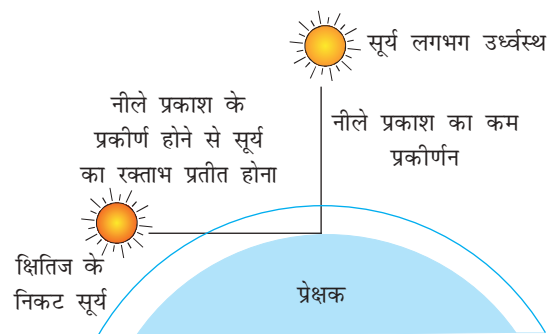 सूर्य लगभग उर्ध्वस्थ
नीले प्रकाश के
प्रकीर्ण होने से सूर्य
का रक्ताभ प्रतीत होना
नीले प्रकाश का कम
प्रकीर्णन
क्षितिज के
निकट सूर्य
प्रेक्षक